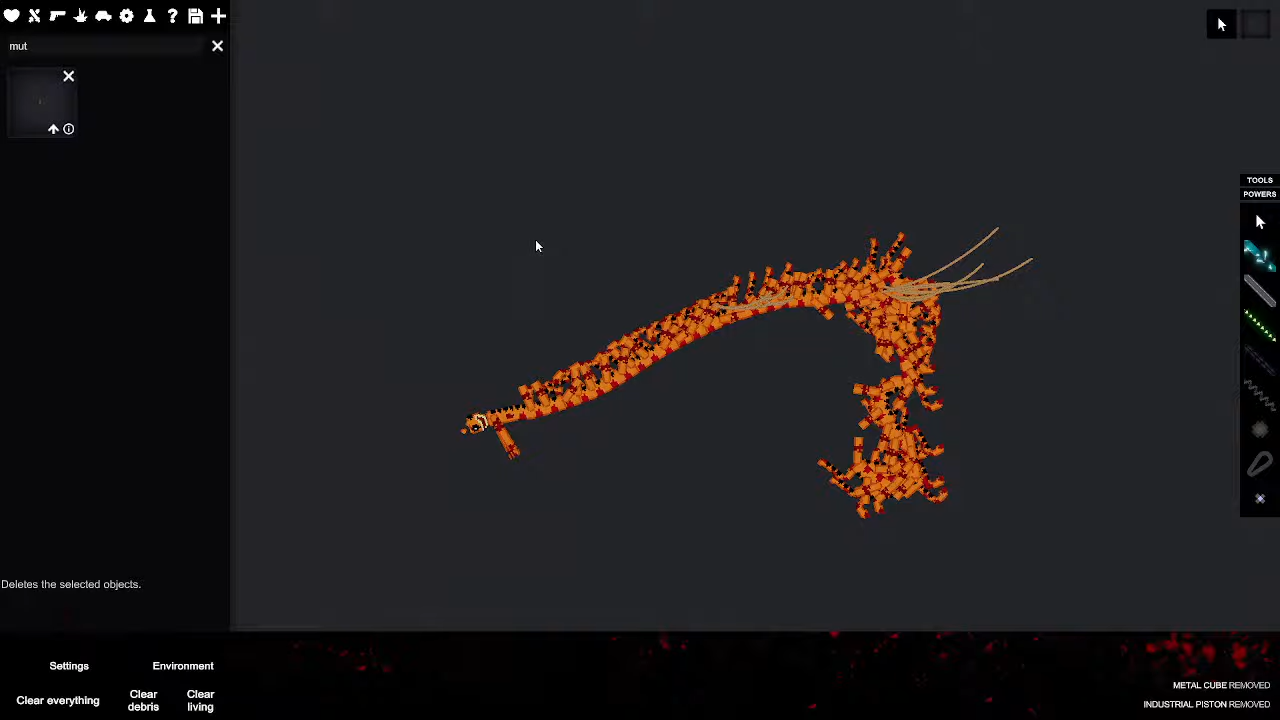 mut
TOOLS
POWERS
Deletes the selected objects.
Settings
Environment
Clear everything
Clear
debris
Clear
living
METAL CUBE REMOVED
INDUSTRIAL PISTON REMOVED